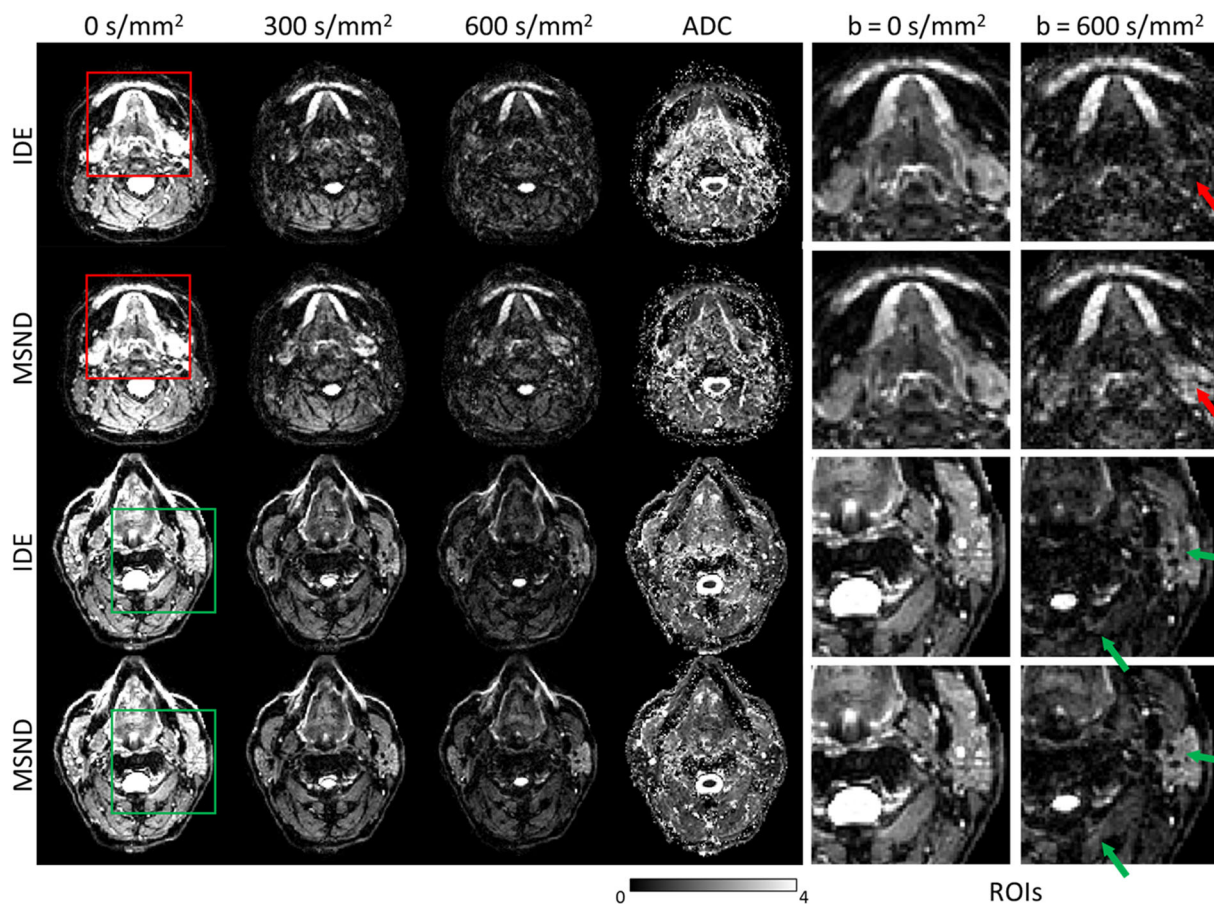 0 s/mm² 300 s/mm² 600 s/mm² ADC b = 0 s/mm² b = 600 s/mm²
IDE
MSND
IDE
MSND
0 4
ROIs